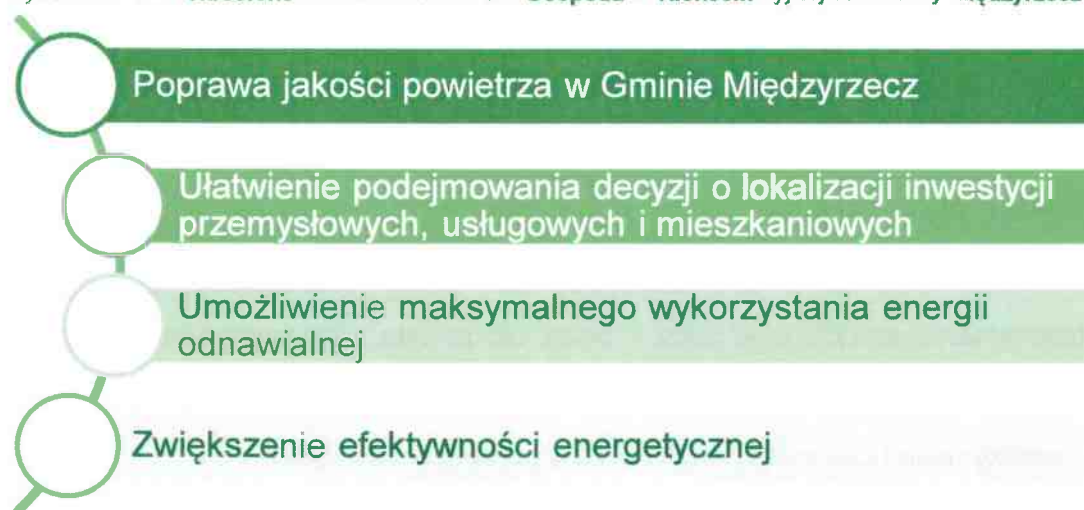 Poprawa jakości powietrza w Gminie Międzyrzecz
Ułatwienie podejmowania decyzji o lokalizacji inwestycji
przemysłowych, usługowych i mieszkaniowych
Umożliwienie maksymalnego wykorzystania energii
odnawialnej
Zwiększenie efektywności energetycznej